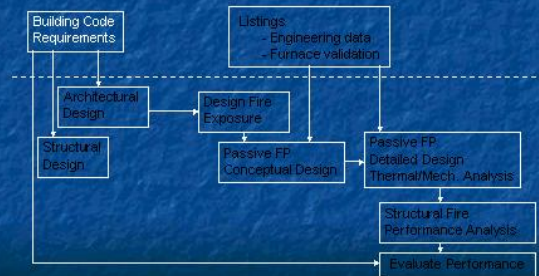 Building Code
Requirements
Listings
- Engineering data
- Furnace validation
Architectural
Design
Design Fire
Exposure
Structural
Design
Passive FP
Conceptual Design
Passive FP
Detailed Design
Thermal/Mech. Analysis
Structural Fire
Performance Analysis
Evaluate Performance